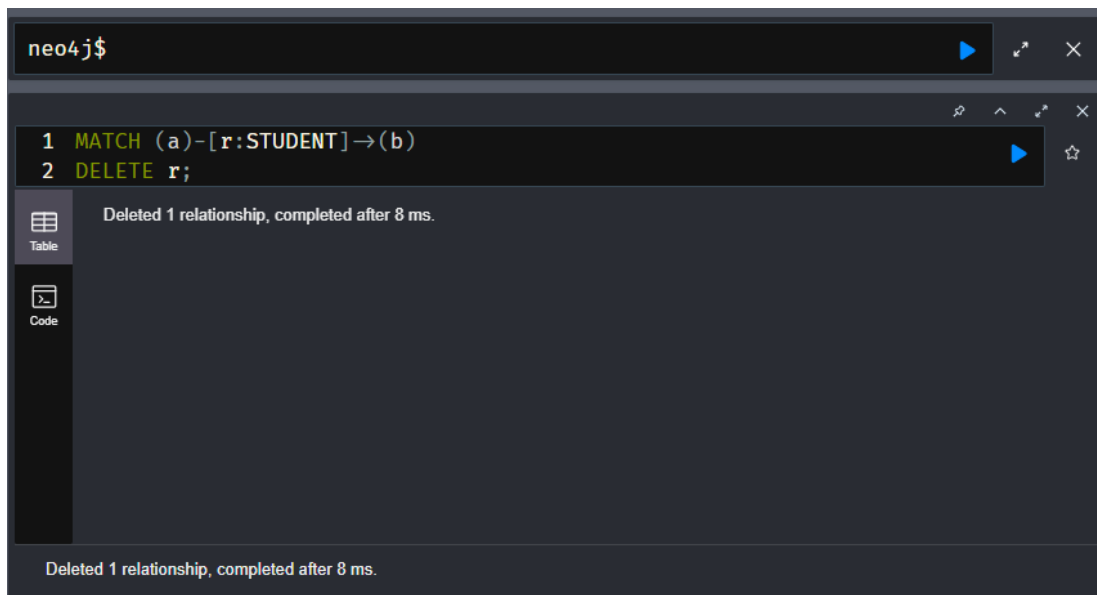 neo4j$
1 MATCH (a)-[r:STUDENT]→(b)
2 DELETE r;
Table
Deleted 1 relationship, completed after 8 ms.
Code
Deleted 1 relationship, completed after 8 ms.